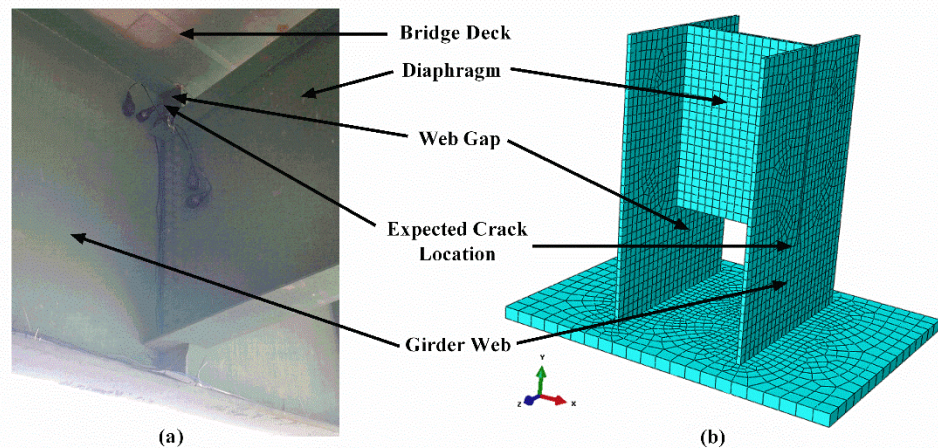 Bridge Deck
Diaphragm
Web Gap
Expected Crack
Location
Girder Web
Y
Z
X
(a)
(b)